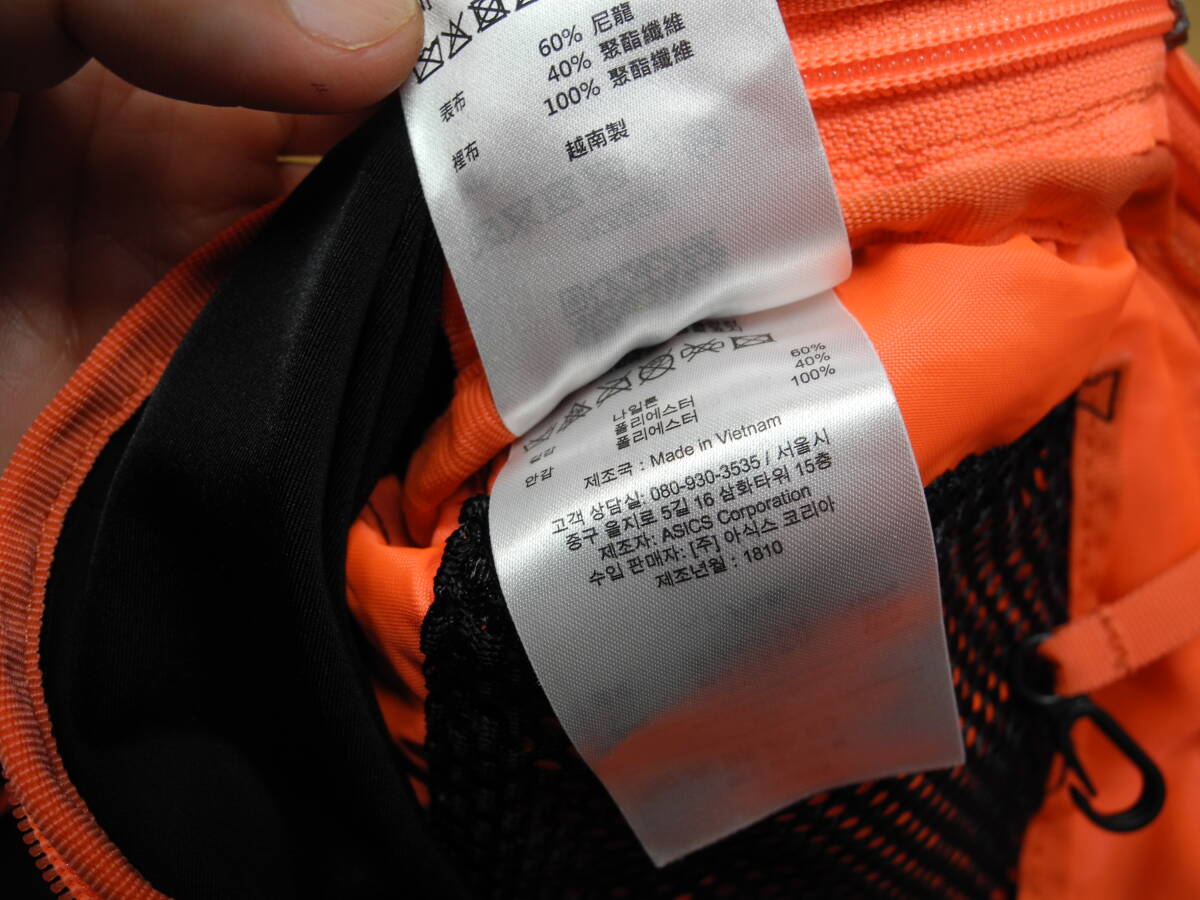 60% 尼龍
40% 聚酯纖維
表布 100% 聚酯纖維
裡布 越南製
60%
40%
100%
나일론
폴리에스터
폴리에스터
안감 제조국 : Made in Vietnam
고객 상담실: 080-930-3535 / 서울시
중구 을지로 5길 16 삼화타워 15층
제조자: ASICS Corporation
수입 판매자: [주] 아식스 코리아
제조년월 : 1810